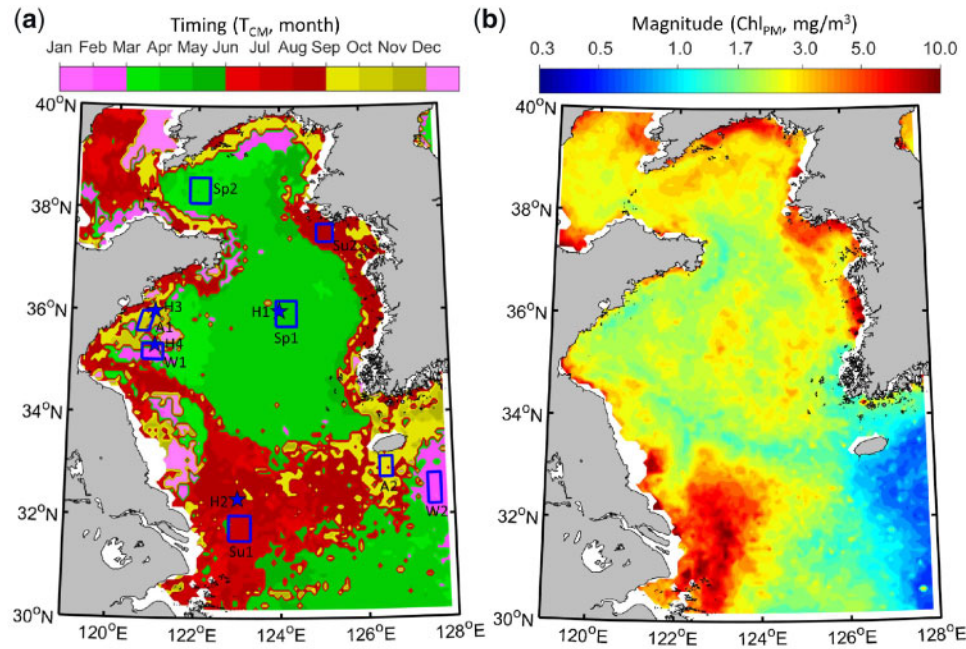 (a) Timing (T_CM, month)
Jan Feb Mar Apr May Jun Jul Aug Sep Oct Nov Dec
40°N
38°N
36°N
34°N
32°N
30°N
120°E 122°E 124°E 126°E 128°E
Sp2
Su2
H3
A1
H4
W1
H1
Sp1
A2
W2
H2
Su1
(b) Magnitude (Chl_PM, mg/m³)
0.3 0.5 1.0 1.7 3.0 5.0 10.0
40°N
38°N
36°N
34°N
32°N
30°N
120°E 122°E 124°E 126°E 128°E